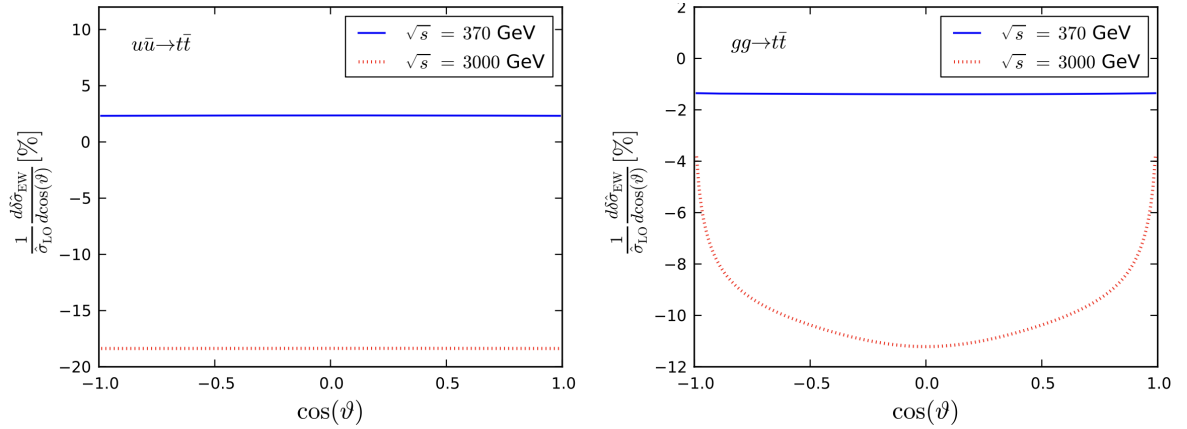 uū→tt̄
√s = 370 GeV
√s = 3000 GeV
10
5
0
−5
−10
−15
−20
1/σ̂_LO dδσ̂_EW/dcos(ϑ) [%]
−1.0 −0.5 0.0 0.5 1.0
cos(ϑ)
gg→tt̄
√s = 370 GeV
√s = 3000 GeV
2
0
−2
−4
−6
−8
−10
−12
1/σ̂_LO dδσ̂_EW/dcos(ϑ) [%]
−1.0 −0.5 0.0 0.5 1.0
cos(ϑ)